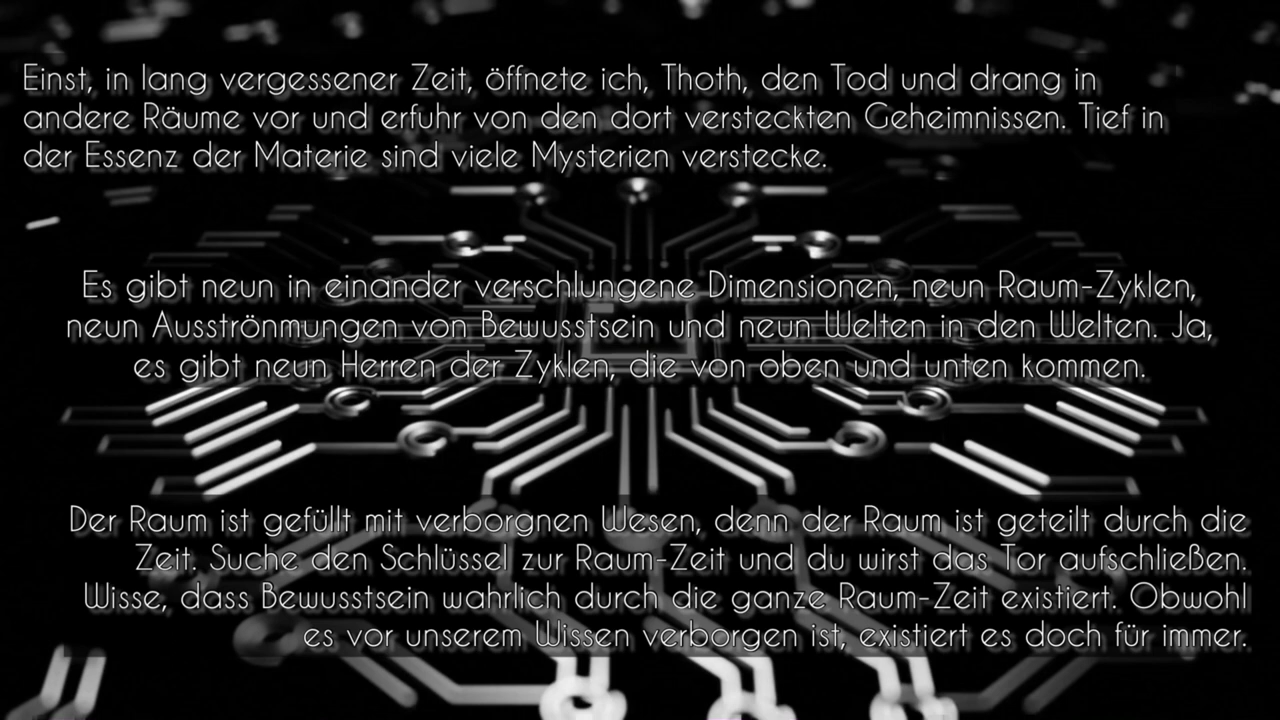 Einst, in lang vergessener Zeit, öffnete ich, Thoth, den Tod und drang in
andere Räume vor und erfuhr von den dort versteckten Geheimnissen. Tief in
der Essenz der Materie sind viele Mysterien verstecke.
Es gibt neun in einander verschlungene Dimensionen, neun Raum-Zyklen,
neun Ausströnmungen von Bewusstsein und neun Welten in den Welten. Ja,
es gibt neun Herren der Zyklen, die von oben und unten kommen.
Der Raum ist gefüllt mit verborgnen Wesen, denn der Raum ist geteilt durch die
Zeit. Suche den Schlüssel zur Raum-Zeit und du wirst das Tor aufschließen.
Wisse, dass Bewusstsein wahrlich durch die ganze Raum-Zeit existiert. Obwohl
es vor unserem Wissen verborgen ist, existiert es doch für immer.